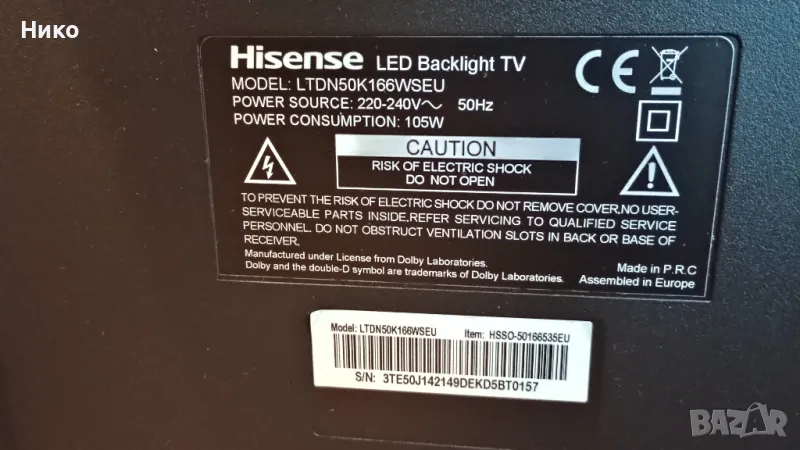 Нико
Hisense LED Backlight TV
MODEL: LTDN50K166WSEU
POWER SOURCE: 220-240V～ 50Hz
POWER CONSUMPTION: 105W
CAUTION
RISK OF ELECTRIC SHOCK
DO NOT OPEN
TO PREVENT THE RISK OF ELECTRIC SHOCK DO NOT REMOVE COVER.NO USER-
SERVICEABLE PARTS INSIDE.REFER SERVICING TO QUALIFIED SERVICE
PERSONNEL. DO NOT OBSTRUCT VENTILATION SLOTS IN BACK OR BASE OF
RECEIVER.
Manufactured under License from Dolby Laboratories.
Dolby and the double-D symbol are trademarks of Dolby Laboratories.
Made in P.R.C
Assembled in Europe
Model: LTDN50K166WSEU Item: HSSO-50166535EU
S/N: 3TE50J142149DEKD5BT0157
BAZAR